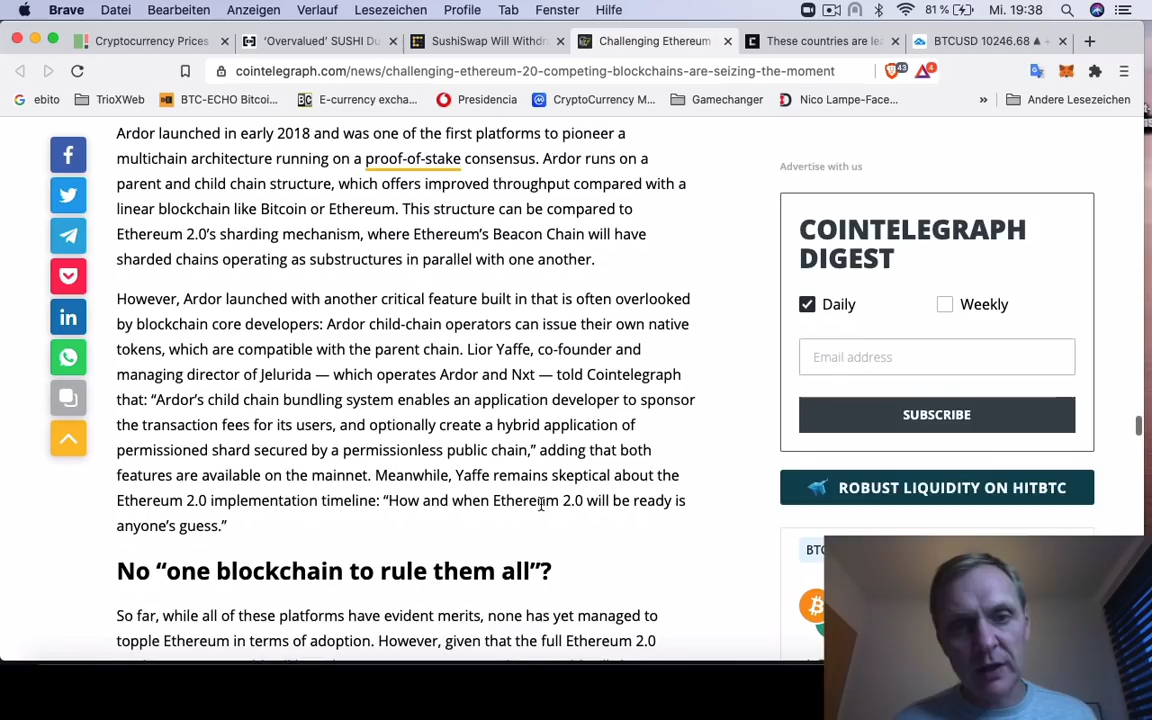 Brave Datei Bearbeiten Anzeigen Verlauf Lesezeichen Profile Tab Fenster Hilfe 81 % Mi. 19:38
Cryptocurrency Prices
'Overvalued' SUSHI Du
SushiSwap Will Withdr
Challenging Ethereum
These countries are le
BTCUSD 10246.68
cointelegraph.com/news/challenging-ethereum-20-competing-blockchains-are-seizing-the-moment
43
4
ebito TrioXWeb BTC-ECHO Bitcoi... E-currency excha... Presidencia CryptoCurrency M... Gamechanger Nico Lampe-Face... » Andere Lesezeichen
Ardor launched in early 2018 and was one of the first platforms to pioneer a
multichain architecture running on a proof-of-stake consensus. Ardor runs on a
parent and child chain structure, which offers improved throughput compared with a
linear blockchain like Bitcoin or Ethereum. This structure can be compared to
Ethereum 2.0's sharding mechanism, where Ethereum's Beacon Chain will have
sharded chains operating as substructures in parallel with one another.
However, Ardor launched with another critical feature built in that is often overlooked
by blockchain core developers: Ardor child-chain operators can issue their own native
tokens, which are compatible with the parent chain. Lior Yaffe, co-founder and
managing director of Jelurida — which operates Ardor and Nxt — told Cointelegraph
that: “Ardor's child chain bundling system enables an application developer to sponsor
the transaction fees for its users, and optionally create a hybrid application of
permissioned shard secured by a permissionless public chain,” adding that both
features are available on the mainnet. Meanwhile, Yaffe remains skeptical about the
Ethereum 2.0 implementation timeline: “How and when Ethereum 2.0 will be ready is
anyone's guess.”
No “one blockchain to rule them all”?
So far, while all of these platforms have evident merits, none has yet managed to
topple Ethereum in terms of adoption. However, given that the full Ethereum 2.0
Advertise with us
COINTELEGRAPH
DIGEST
Daily Weekly
Email address
SUBSCRIBE
ROBUST LIQUIDITY ON HITBTC